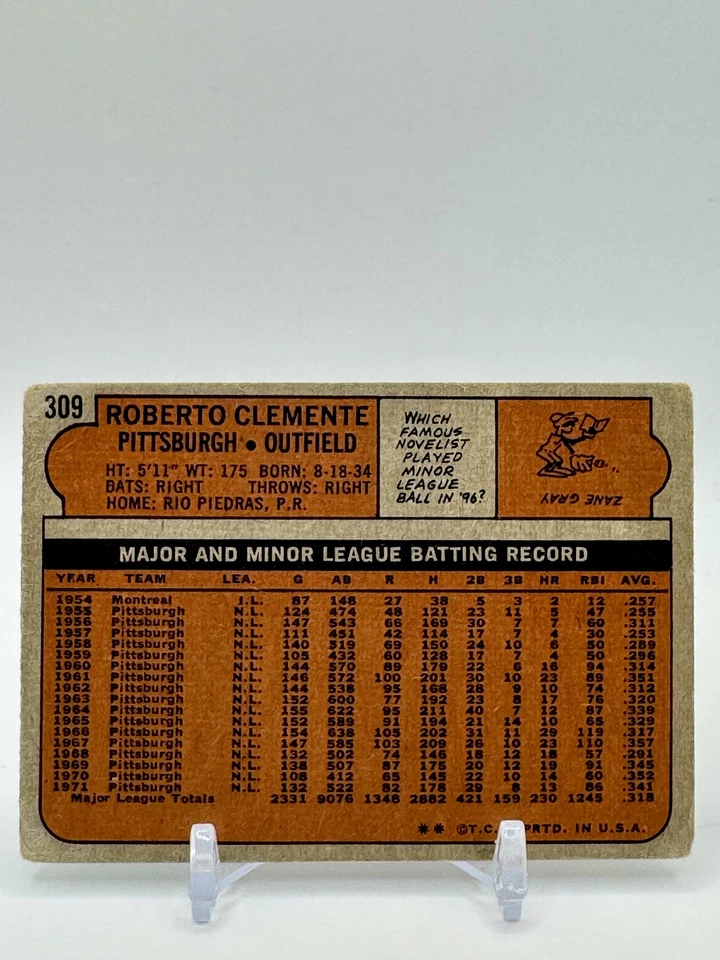 309
ROBERTO CLEMENTE
PITTSBURGH • OUTFIELD
HT: 5'11" WT: 175 BORN: 8-18-34
BATS: RIGHT THROWS: RIGHT
HOME: RIO PIEDRAS, P.R.
WHICH
FAMOUS
NOVELIST
PLAYED
MINOR
LEAGUE
BALL IN '96?
ZANE GRAY
MAJOR AND MINOR LEAGUE BATTING RECORD
YEAR TEAM LEA. G AB R H 2B 3B HR RBI AVG.
1954 Montreal I.L. 87 148 27 38 5 3 2 12 .257
1955 Pittsburgh N.L. 124 474 48 121 23 11 5 47 .255
1956 Pittsburgh N.L. 147 543 66 169 30 7 7 60 .311
1957 Pittsburgh N.L. 111 451 42 114 17 7 4 30 .253
1958 Pittsburgh N.L. 140 519 69 150 24 10 6 50 .289
1959 Pittsburgh N.L. 105 432 60 128 17 7 4 50 .296
1960 Pittsburgh N.L. 144 570 89 179 22 6 16 94 .314
1961 Pittsburgh N.L. 146 572 100 201 30 10 23 89 .351
1962 Pittsburgh N.L. 144 538 95 168 28 9 10 74 .312
1963 Pittsburgh N.L. 152 600 77 192 23 8 17 76 .320
1964 Pittsburgh N.L. 155 622 95 211 40 7 12 87 .339
1965 Pittsburgh N.L. 152 589 91 194 21 14 10 65 .329
1966 Pittsburgh N.L. 154 638 105 202 31 11 29 119 .317
1967 Pittsburgh N.L. 147 585 103 209 26 10 23 110 .357
1968 Pittsburgh N.L. 132 502 74 146 18 12 18 57 .291
1969 Pittsburgh N.L. 138 507 87 175 20 12 19 91 .345
1970 Pittsburgh N.L. 108 412 65 145 22 10 14 60 .352
1971 Pittsburgh N.L. 132 522 82 178 29 8 13 86 .341
Major League Totals 2331 9076 1348 2882 421 159 230 1245 .318
** ©T.C. PRTD. IN U.S.A.